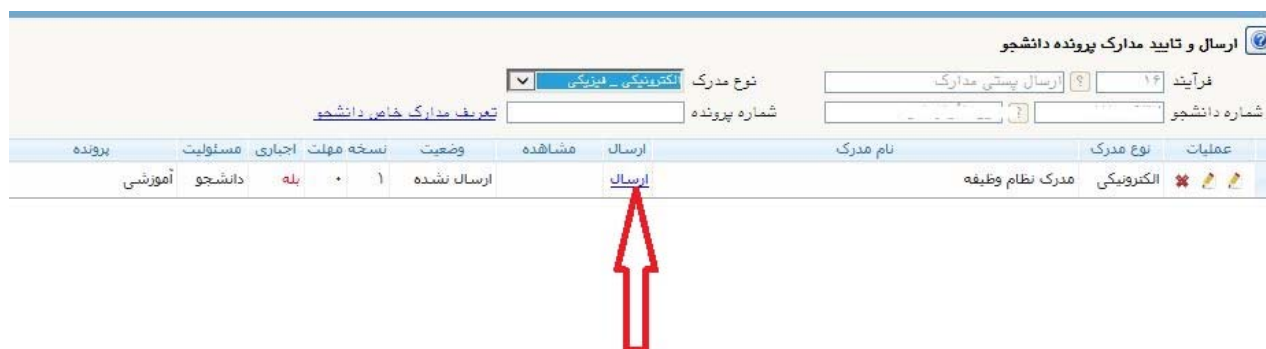 ارسال و تایید مدارک پرونده دانشجو
فرآیند ۱۶ ارسال پستی مدارک نوع مدرک الکترونیکی _ فیزیکی
شماره دانشجو شماره پرونده تعریف مدارک خاص دانشجو
عملیات نوع مدرک نام مدرک ارسال مشاهده وضعیت نسخه مهلت اجباری مسئولیت پرونده
الکترونیکی مدرک نظام وظیفه ارسال ارسال نشده ۱ ۰ بله دانشجو آموزشی